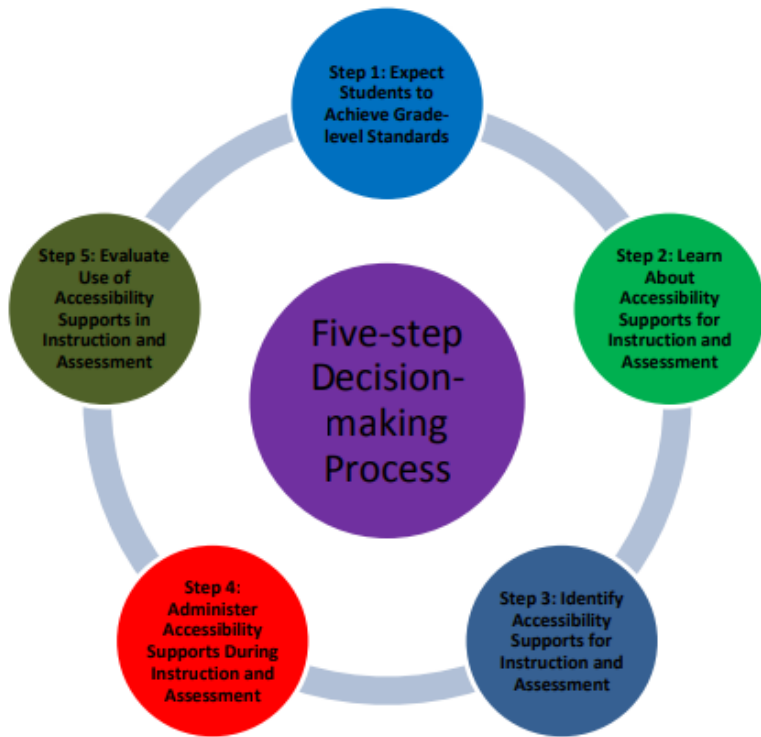 Step 1: Expect
Students to
Achieve Grade-
level Standards
Step 2: Learn
About
Accessibility
Supports for
Instruction and
Assessment
Step 3: Identify
Accessibility
Supports for
Instruction and
Assessment
Step 4:
Administer
Accessibility
Supports During
Instruction and
Assessment
Step 5: Evaluate
Use of
Accessibility
Supports in
Instruction and
Assessment
Five-step
Decision-
making
Process